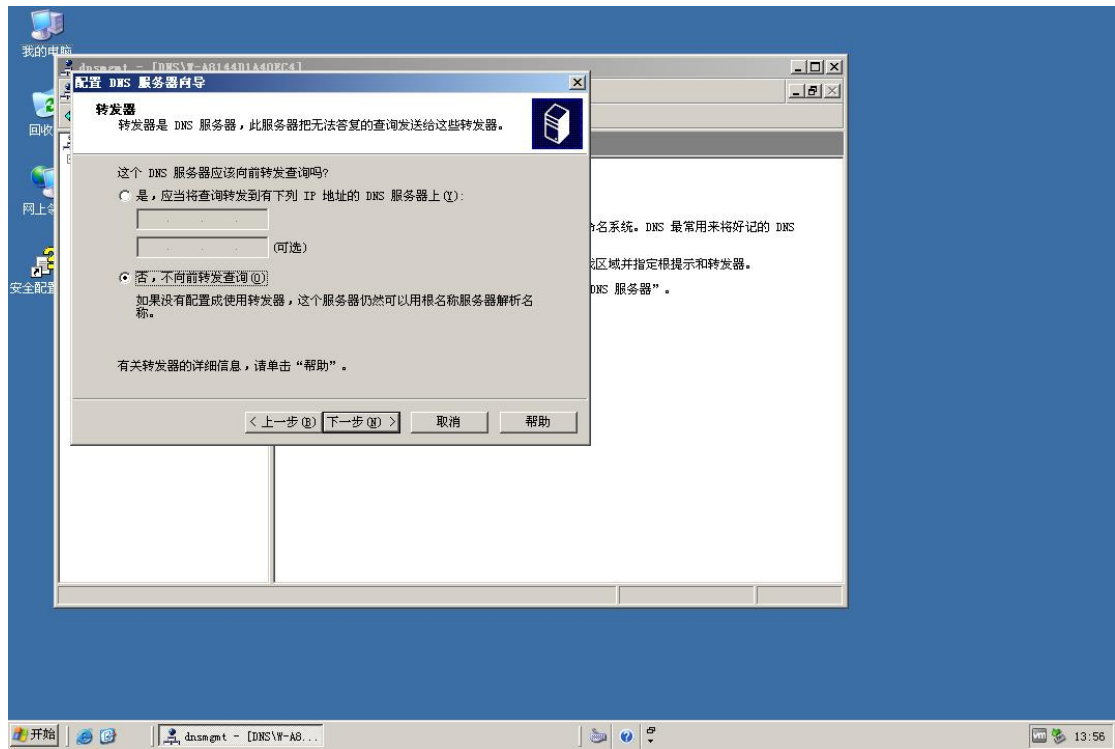 我的电脑
dnsmgmt - [DNS\W-A8144D1A40EC4]
配置 DNS 服务器向导
转发器
转发器是 DNS 服务器，此服务器把无法答复的查询发送给这些转发器。
回收
这个 DNS 服务器应该向前转发查询吗?
是，应当将查询转发到有下列 IP 地址的 DNS 服务器上(Y):
网上
命名系统。DNS 最常用来将好记的 DNS
(可选)
找区域并指定根提示和转发器。
否，不向前转发查询(O)
安全配置
DNS 服务器”。
如果没有配置成使用转发器，这个服务器仍然可以用根名称服务器解析名
称。
有关转发器的详细信息，请单击“帮助”。
< 上一步(B) 下一步(N) > 取消 帮助
开始 dnsmgmt - [DNS\W-A8... 13:56